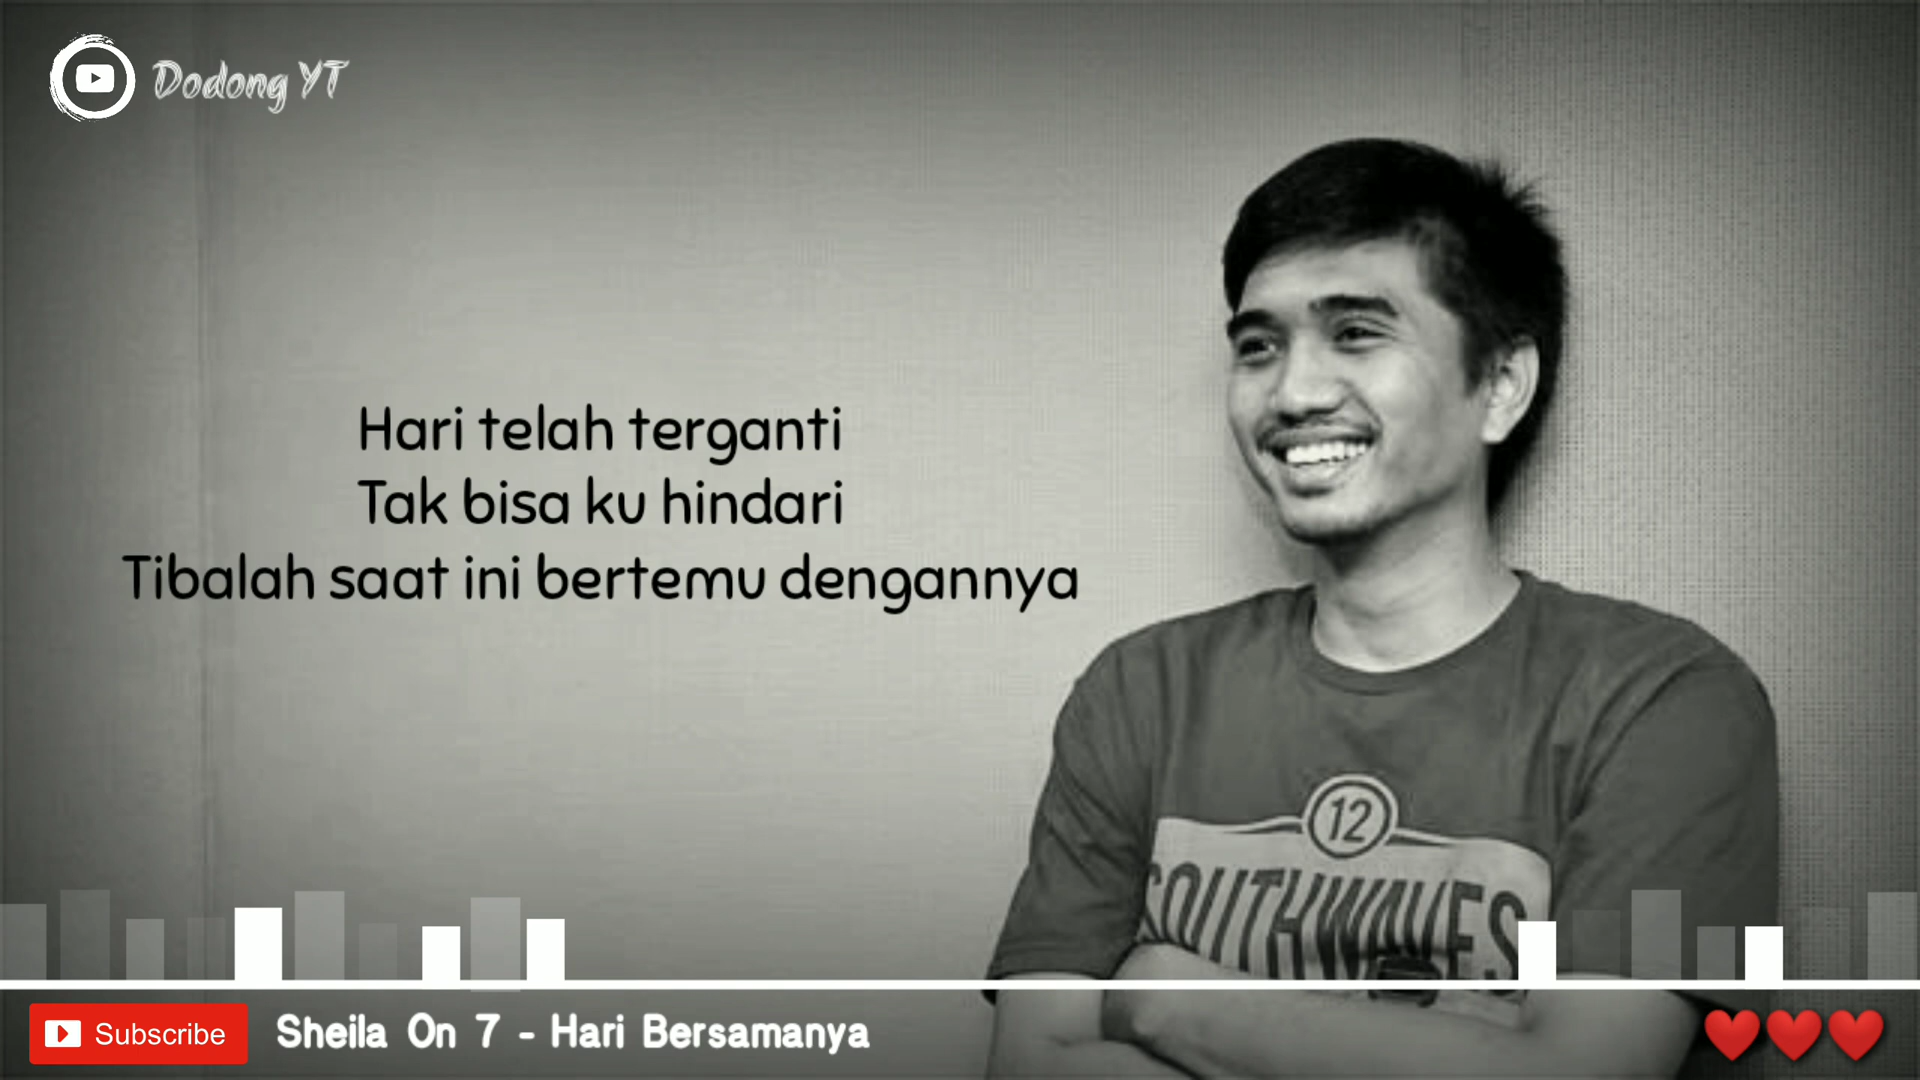 Dodong YT
Hari telah terganti
Tak bisa ku hindari
Tibalah saat ini bertemu dengannya
12
SOUTHWAVES
Subscribe
Sheila On 7 - Hari Bersamanya